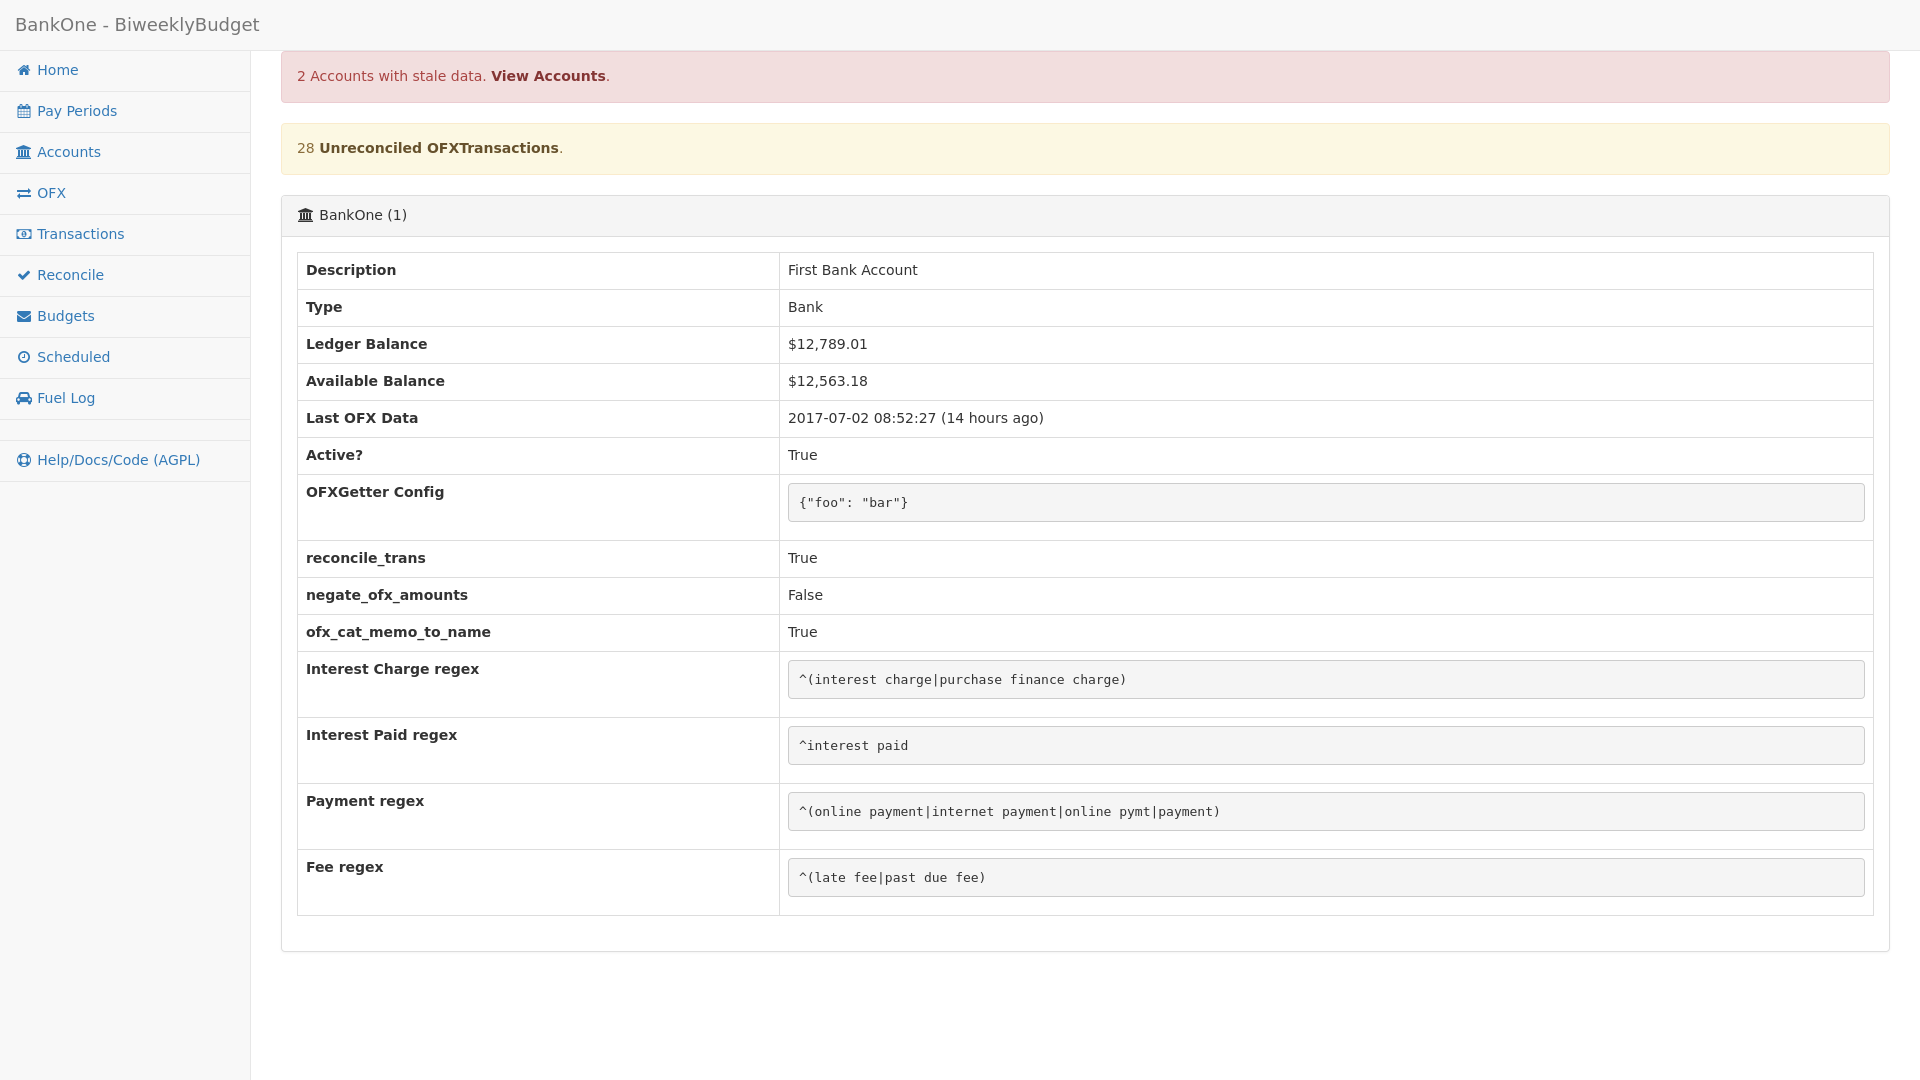 BankOne - BiweeklyBudget
Home
Pay Periods
Accounts
OFX
Transactions
Reconcile
Budgets
Scheduled
Fuel Log
Help/Docs/Code (AGPL)
2 Accounts with stale data. View Accounts.
28 Unreconciled OFXTransactions.
BankOne (1)
Description First Bank Account
Type Bank
Ledger Balance $12,789.01
Available Balance $12,563.18
Last OFX Data 2017-07-02 08:52:27 (14 hours ago)
Active? True
OFXGetter Config {"foo": "bar"}
reconcile_trans True
negate_ofx_amounts False
ofx_cat_memo_to_name True
Interest Charge regex ^(interest charge|purchase finance charge)
Interest Paid regex ^interest paid
Payment regex ^(online payment|internet payment|online pymt|payment)
Fee regex ^(late fee|past due fee)